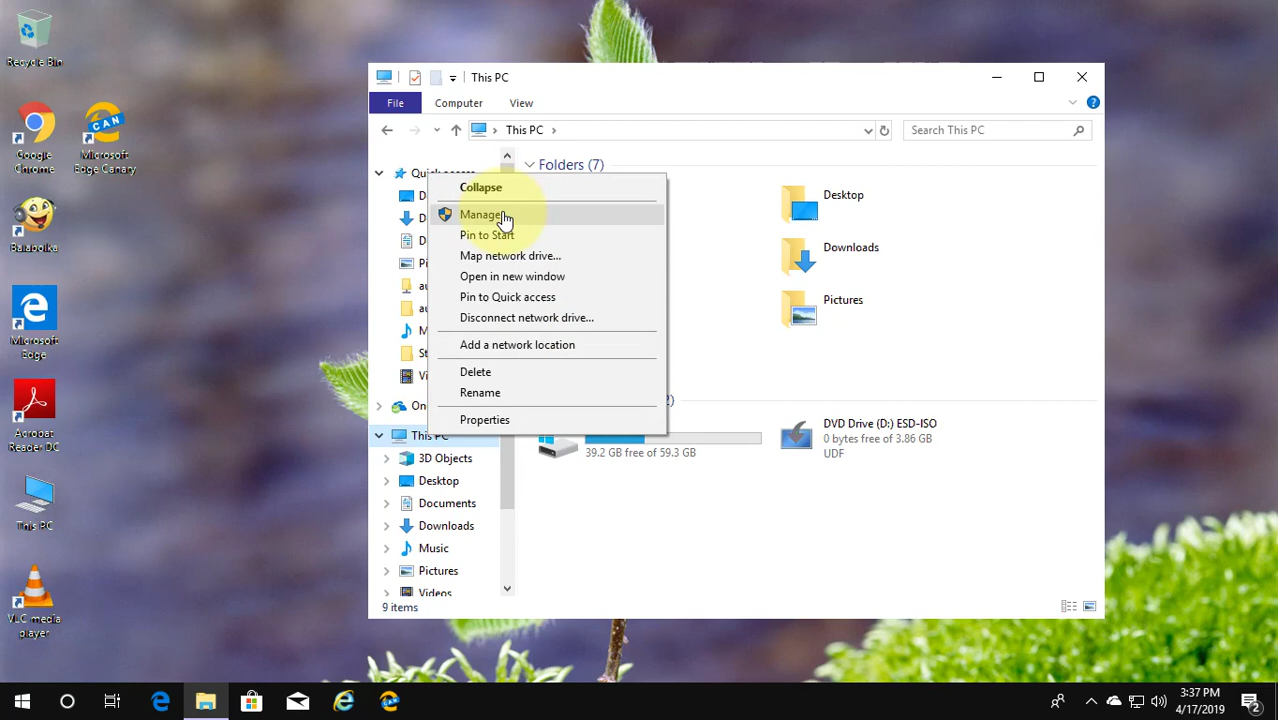 Recycle Bin
Google
Chrome
Microsoft
Edge Canary
CAN
Balabolka
Microsoft
Edge
Acrobat
Reader DC
This PC
VLC media
player
This PC
File
Computer
View
This PC
Search This PC
Quick access
Collapse
Manage
Pin to Start
Map network drive...
Open in new window
Pin to Quick access
Disconnect network drive...
Add a network location
Delete
Rename
Properties
This PC
3D Objects
Desktop
Documents
Downloads
Music
Pictures
Videos
9 items
Folders (7)
Desktop
Downloads
Pictures
39.2 GB free of 59.3 GB
DVD Drive (D:) ESD-ISO
0 bytes free of 3.86 GB
UDF
CAN
3:37 PM
4/17/2019
2